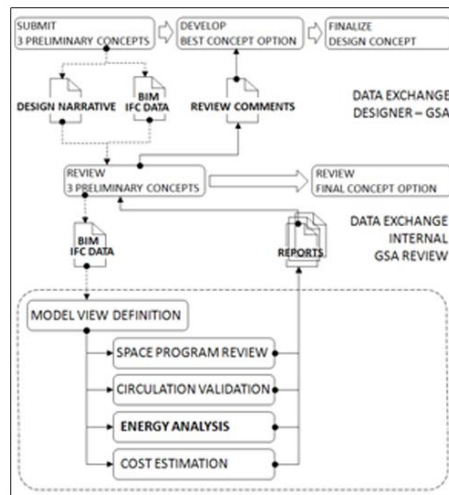 SUBMIT
3 PRELIMINARY CONCEPTS
DEVELOP
BEST CONCEPT OPTION
FINALIZE
DESIGN CONCEPT
DESIGN NARRATIVE
BIM
IFC DATA
REVIEW COMMENTS
DATA EXCHANGE
DESIGNER – GSA
REVIEW
3 PRELIMINARY CONCEPTS
REVIEW
FINAL CONCEPT OPTION
BIM
IFC DATA
REPORTS
DATA EXCHANGE
INTERNAL
GSA REVIEW
MODEL VIEW DEFINITION
SPACE PROGRAM REVIEW
CIRCULATION VALIDATION
ENERGY ANALYSIS
COST ESTIMATION